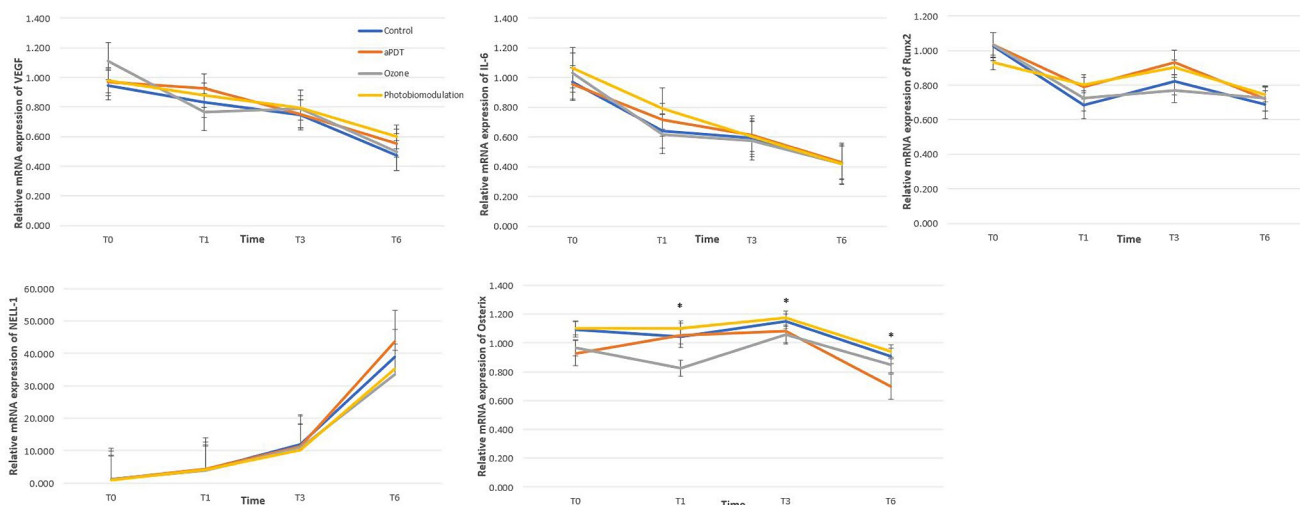 Relative mRNA expression of VEGF
1.400
1.200
1.000
0.800
0.600
0.400
0.200
0.000
T0
T1
T3
T6
Time
Control
aPDT
Ozone
Photobiomodulation
Relative mRNA expression of IL-6
1.400
1.200
1.000
0.800
0.600
0.400
0.200
0.000
T0
T1
T3
T6
Time
Relative mRNA expression of Runx2
1.200
1.000
0.800
0.600
0.400
0.200
0.000
T0
T1
T3
T6
Time
Relative mRNA expression of NELL-1
60.000
50.000
40.000
30.000
20.000
10.000
0.000
T0
T1
T3
T6
Time
Relative mRNA expression of Osterix
1.400
1.200
1.000
0.800
0.600
0.400
0.200
0.000
*
*
*
T0
T1
T3
T6
Time